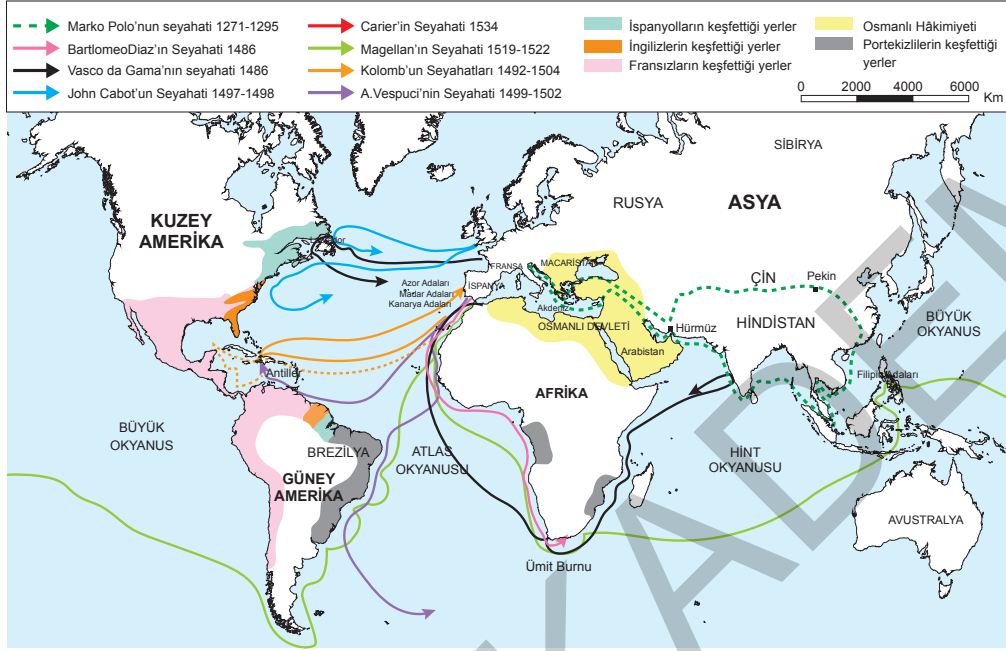 Marko Polo'nun seyahati 1271-1295
BartlomeoDiaz'ın Seyahati 1486
Vasco da Gama'nın seyahati 1486
John Cabot'un Seyahati 1497-1498
Carier'in Seyahati 1534
Magellan'ın Seyahati 1519-1522
Kolomb'un Seyahatları 1492-1504
A.Vespuci'nin Seyahati 1499-1502
İspanyolların keşfettiği yerler
İngilizlerin keşfettiği yerler
Fransızların keşfettiği yerler
Osmanlı Hâkimiyeti
Portekizlilerin keşfettiği
yerler
0 2000 4000 6000
Km
SİBİRYA
KUZEY
AMERİKA
RUSYA
ASYA
FRANSA
MACARİSTAN
ÇİN
Pekin
Azor Adaları
Madar Adaları
Kanarya Adaları
İSPANYA
Akdeniz
OSMANLI DEVLETİ
Hürmüz
HİNDİSTAN
BÜYÜK
OKYANUS
Arabistan
Antiller
Filipin Adaları
AFRİKA
BÜYÜK
OKYANUS
BREZİLYA
ATLAS
OKYANUSU
HİNT
OKYANUSU
GÜNEY
AMERİKA
AVUSTRALYA
Ümit Burnu